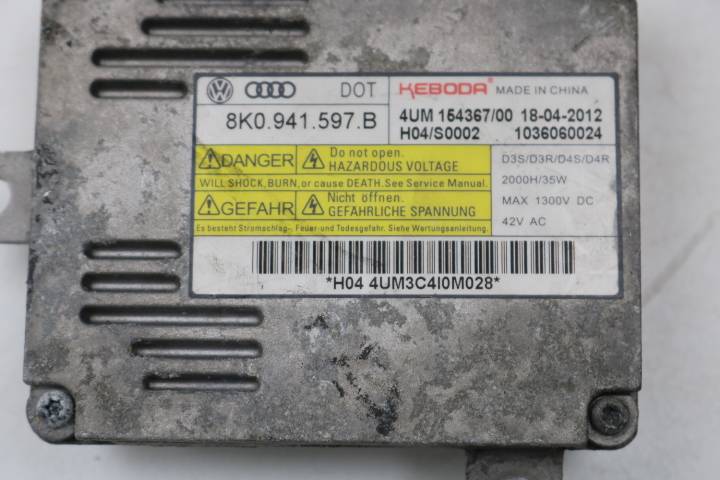 DOT KEBODA® MADE IN CHINA
8K0.941.597.B
4UM 154367/00 18-04-2012
H04/S0002 1036060024
DANGER Do not open.
HAZARDOUS VOLTAGE
WILL SHOCK,BURN,or cause DEATH.See Service Manual.
GEFAHR Nicht öffnen.
GEFÄHRLICHE SPANNUNG
Es besteht Stromschlag-, Feuer-und Todesgefahr. Siehe Wartungsanleitung.
D3S/D3R/D4S/D4R
2000H/35W
MAX 1300V DC
42V AC
*H04 4UM3C4I0M028*